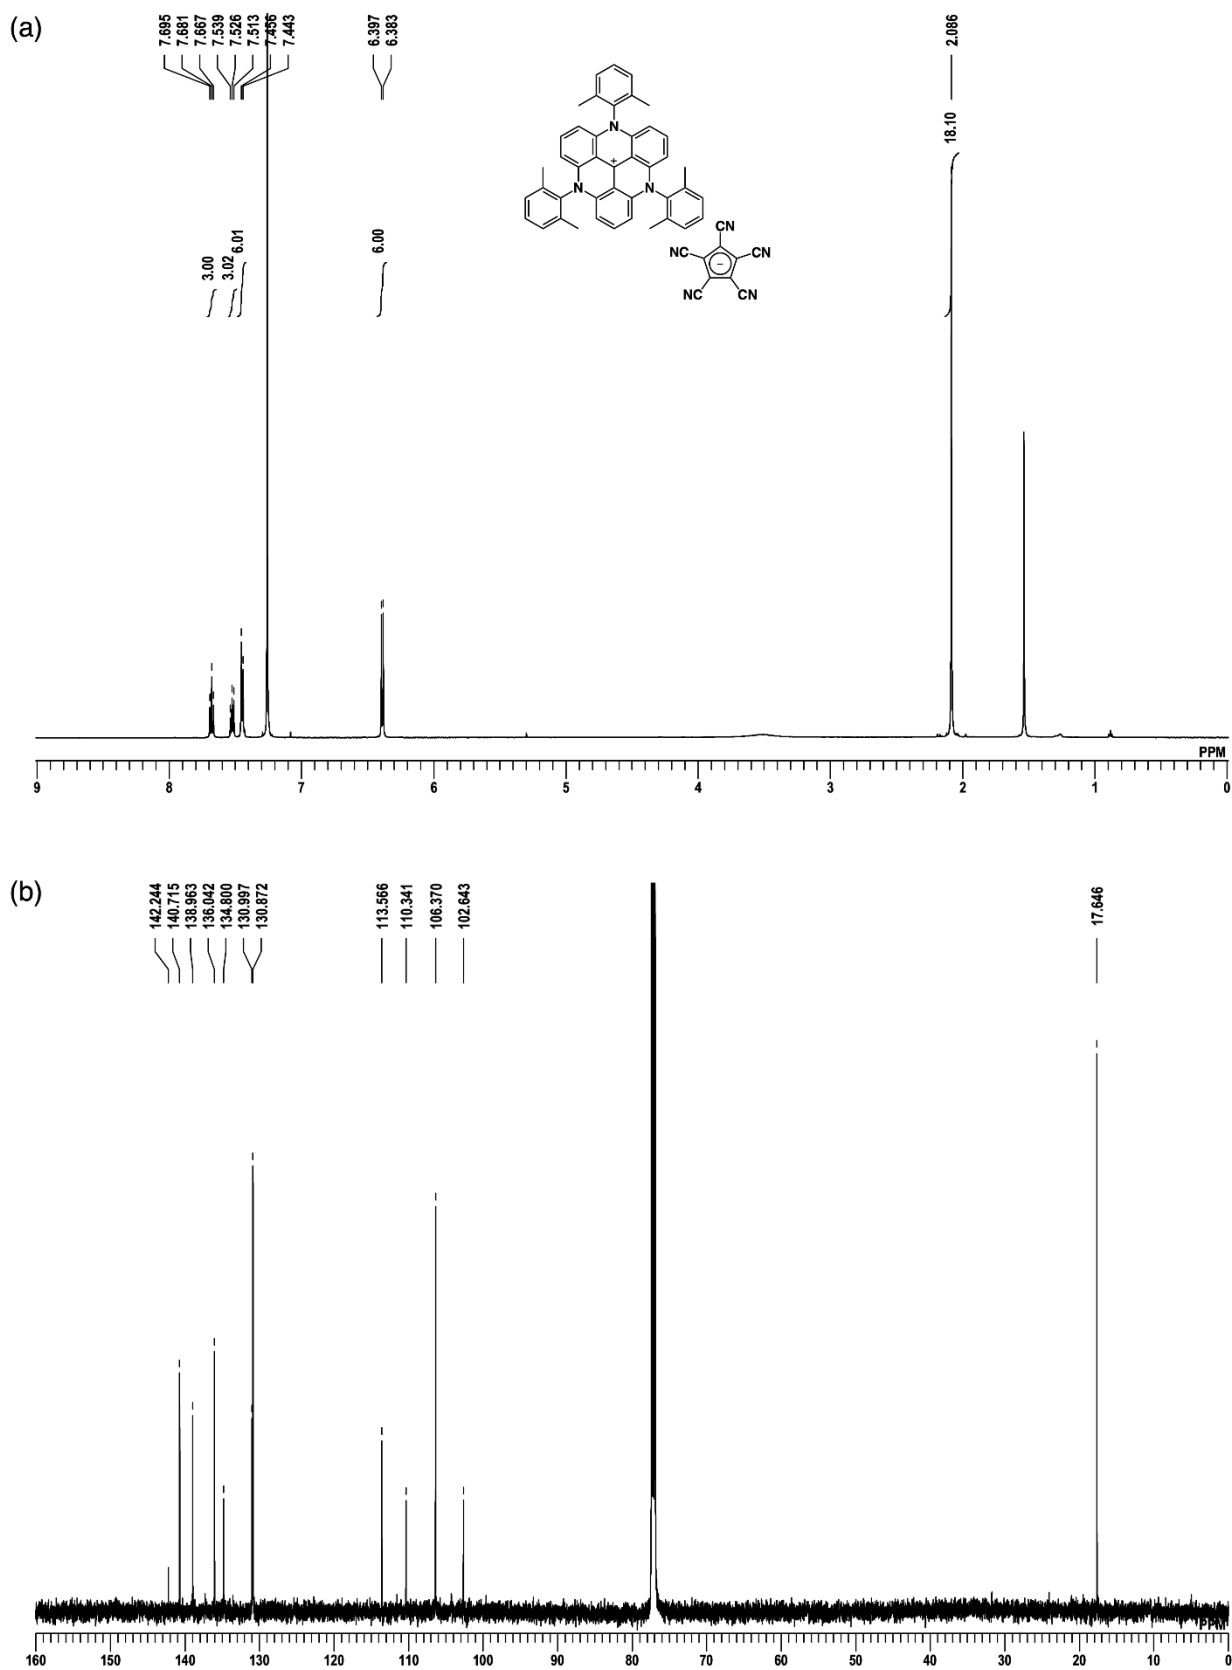 (a)
7.695
7.681
7.667
7.539
7.526
7.513
7.456
7.443
6.397
6.383
2.086
N
+
N
N
CN
CN
CN
–
NC
CN
3.00
3.02
6.01
6.00
18.10
PPM
9 8 7 6 5 4 3 2 1 0
(b)
142.244
140.715
138.963
136.042
134.800
130.997
130.872
113.566
110.341
106.370
102.643
17.646
PPM
160 150 140 130 120 110 100 90 80 70 60 50 40 30 20 10 0